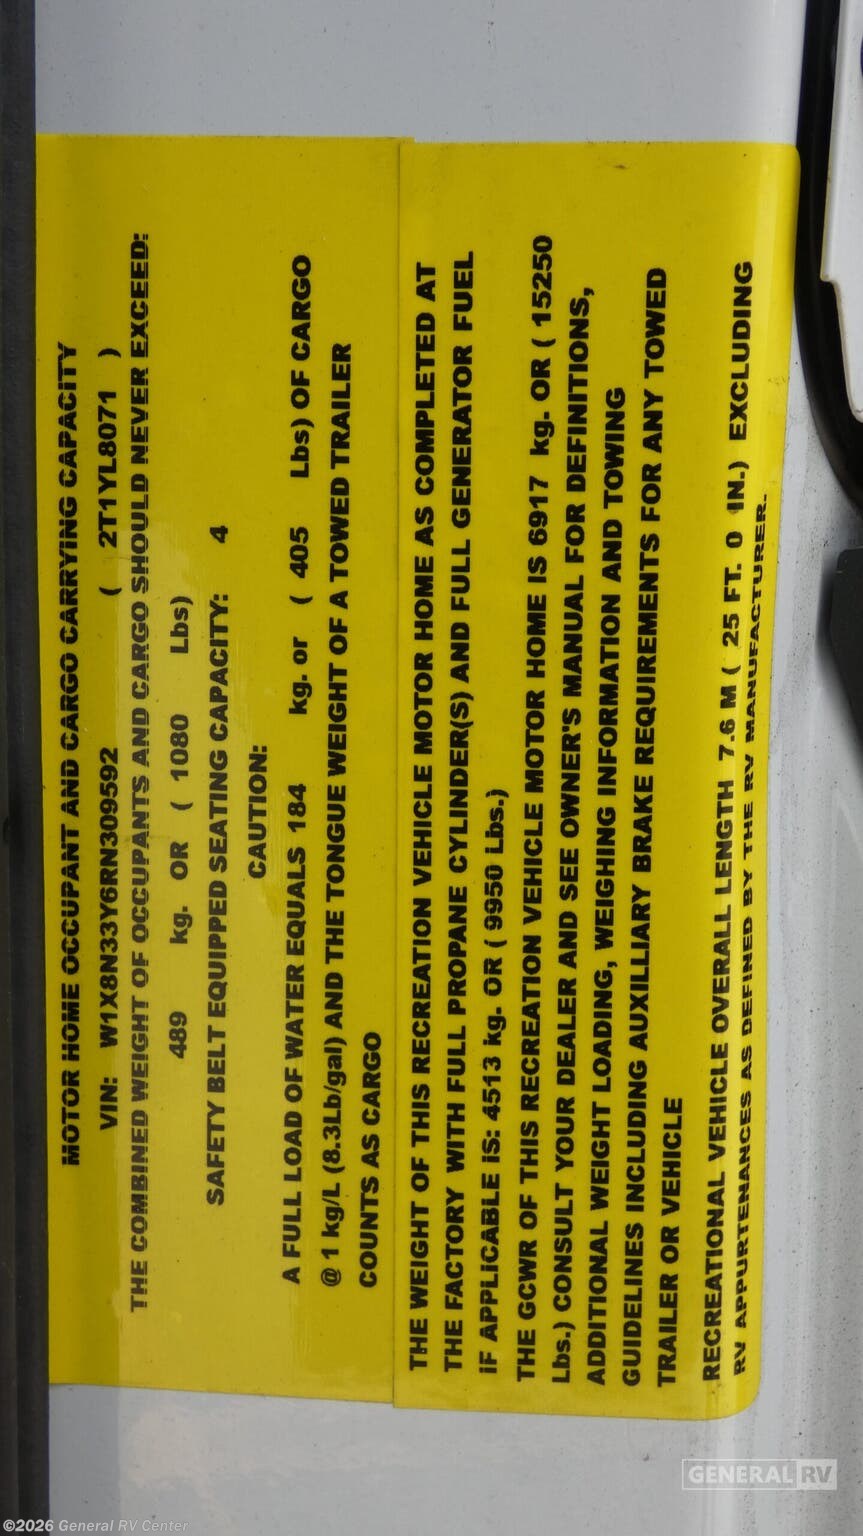 MOTOR HOME OCCUPANT AND CARGO CARRYING CAPACITY
VIN: W1X8N33Y6RN309592 ( 2T1YL8071 )
THE COMBINED WEIGHT OF OCCUPANTS AND CARGO SHOULD NEVER EXCEED:
489 kg. OR ( 1080 Lbs)
SAFETY BELT EQUIPPED SEATING CAPACITY: 4
CAUTION:
A FULL LOAD OF WATER EQUALS 184 kg. or ( 405 Lbs) OF CARGO
@ 1 kg/L (8.3Lb/gal) AND THE TONGUE WEIGHT OF A TOWED TRAILER
COUNTS AS CARGO
THE WEIGHT OF THIS RECREATION VEHICLE MOTOR HOME AS COMPLETED AT
THE FACTORY WITH FULL PROPANE CYLINDER(S) AND FULL GENERATOR FUEL
IF APPLICABLE IS: 4513 kg. OR ( 9950 Lbs.)
THE GCWR OF THIS RECREATION VEHICLE MOTOR HOME IS 6917 kg. OR ( 15250
Lbs.) CONSULT YOUR DEALER AND SEE OWNER'S MANUAL FOR DEFINITIONS,
ADDITIONAL WEIGHT LOADING, WEIGHING INFORMATION AND TOWING
GUIDELINES INCLUDING AUXILLIARY BRAKE REQUIREMENTS FOR ANY TOWED
TRAILER OR VEHICLE
RECREATIONAL VEHICLE OVERALL LENGTH 7.6 M ( 25 FT. 0 IN.) EXCLUDING
RV APPURTENANCES AS DEFINED BY THE RV MANUFACTURER.
GENERAL RV
©2026 General RV Center